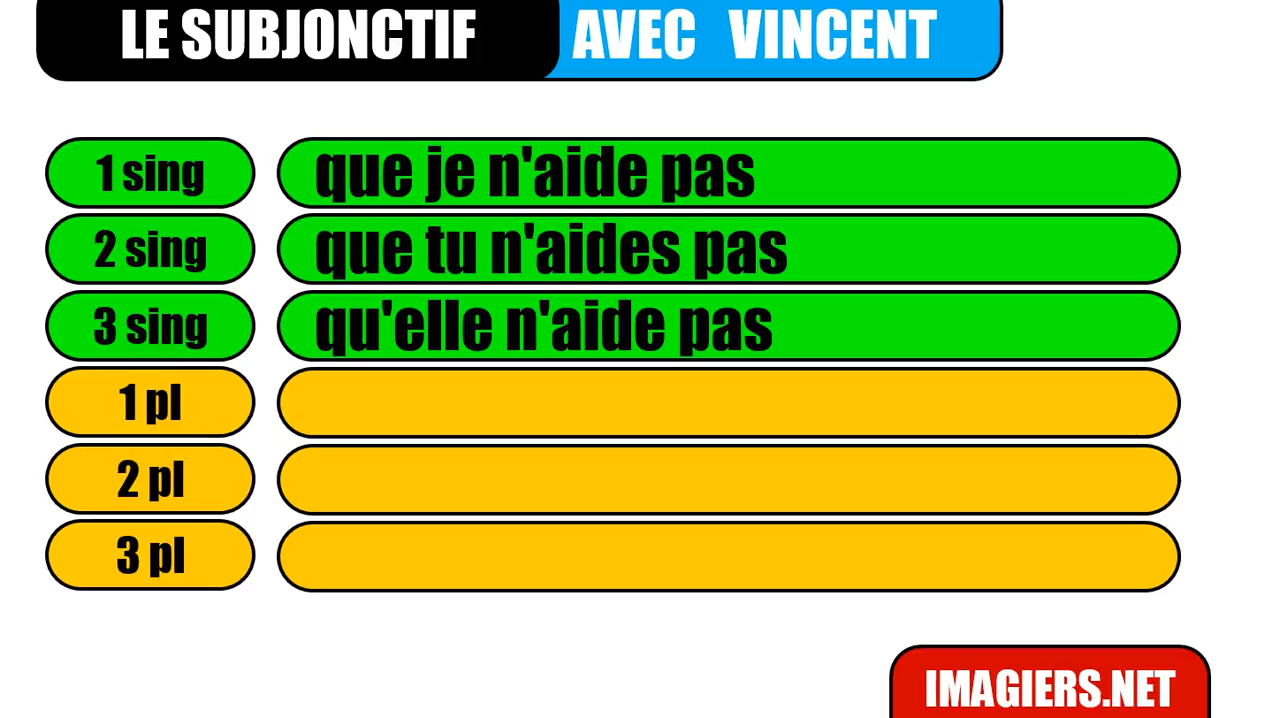 LE SUBJONCTIF AVEC VINCENT
1 sing que je n'aide pas
2 sing que tu n'aides pas
3 sing qu'elle n'aide pas
1 pl
2 pl
3 pl
IMAGIERS.NET